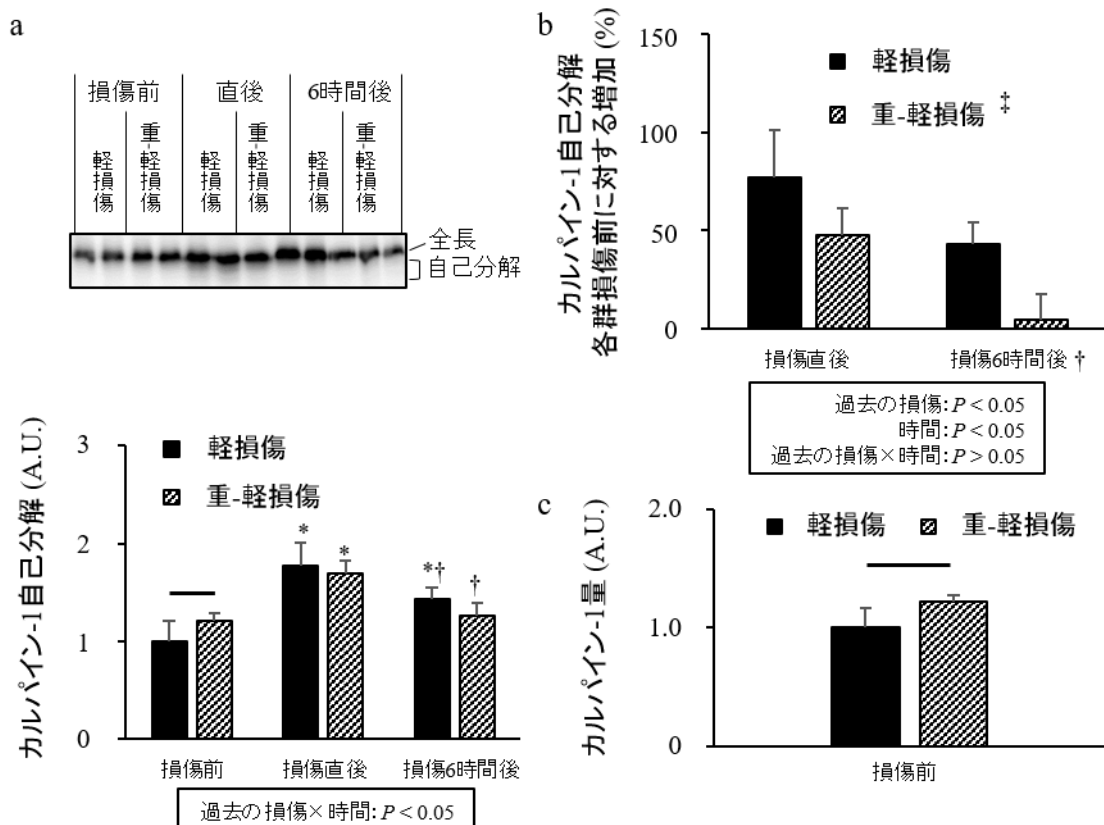 a
損傷前 直後 6時間後
軽損傷 重-軽損傷 軽損傷 重-軽損傷 軽損傷 重-軽損傷
全長
自己分解
カルパイン-1自己分解 (A.U.)
3
2
1
0
軽損傷
重-軽損傷
* * *† †
損傷前 損傷直後 損傷6時間後
過去の損傷×時間: P < 0.05
b
カルパイン-1自己分解
各群損傷前に対する増加 (%)
150
100
50
0
軽損傷
重-軽損傷 ‡
損傷直後 損傷6時間後 †
過去の損傷: P < 0.05
時間: P < 0.05
過去の損傷×時間: P > 0.05
c
カルパイン-1量 (A.U.)
2.0
1.0
0
軽損傷 重-軽損傷
損傷前